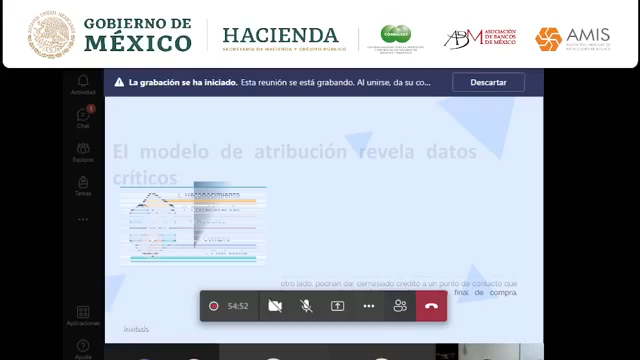 GOBIERNO DE
MÉXICO
HACIENDA
SECRETARÍA DE HACIENDA Y CRÉDITO PÚBLICO
CONDUSEF
ABM
ASOCIACIÓN
DE BANCOS
DE MÉXICO
AMIS
La grabación se ha iniciado. Esta reunión se está grabando. Al unirse, da su co...
Descartar
Actividad
1
Chat
Equipos
Tareas
Aplicaciones
Ayuda
El modelo de atribución revela datos
críticos
otro lado, podrían dar demasiado crédito a un punto de contacto que
final de compra.
54:52
Invitado